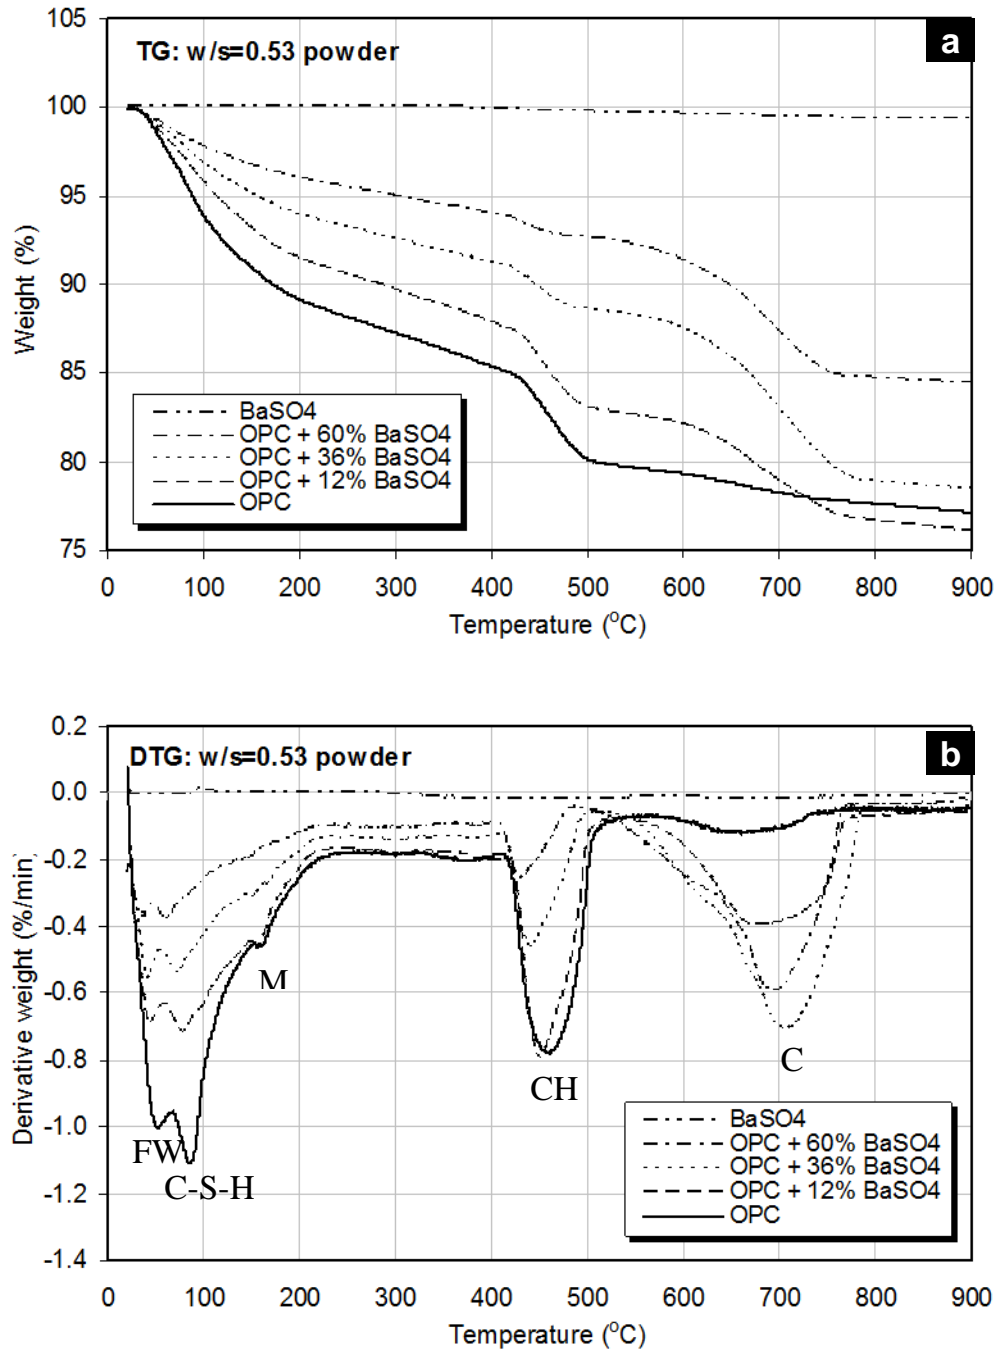 105
TG: w/s=0.53 powder
a
100
95
90
85
80
75
Weight (%)
BaSO4
OPC + 60% BaSO4
OPC + 36% BaSO4
OPC + 12% BaSO4
OPC
0 100 200 300 400 500 600 700 800 900
Temperature (°C)
0.2
DTG: w/s=0.53 powder
b
0.0
-0.2
-0.4
-0.6
-0.8
-1.0
-1.2
-1.4
Derivative weight (%/min)
M
CH
C
FW
C-S-H
BaSO4
OPC + 60% BaSO4
OPC + 36% BaSO4
OPC + 12% BaSO4
OPC
0 100 200 300 400 500 600 700 800 900
Temperature (°C)